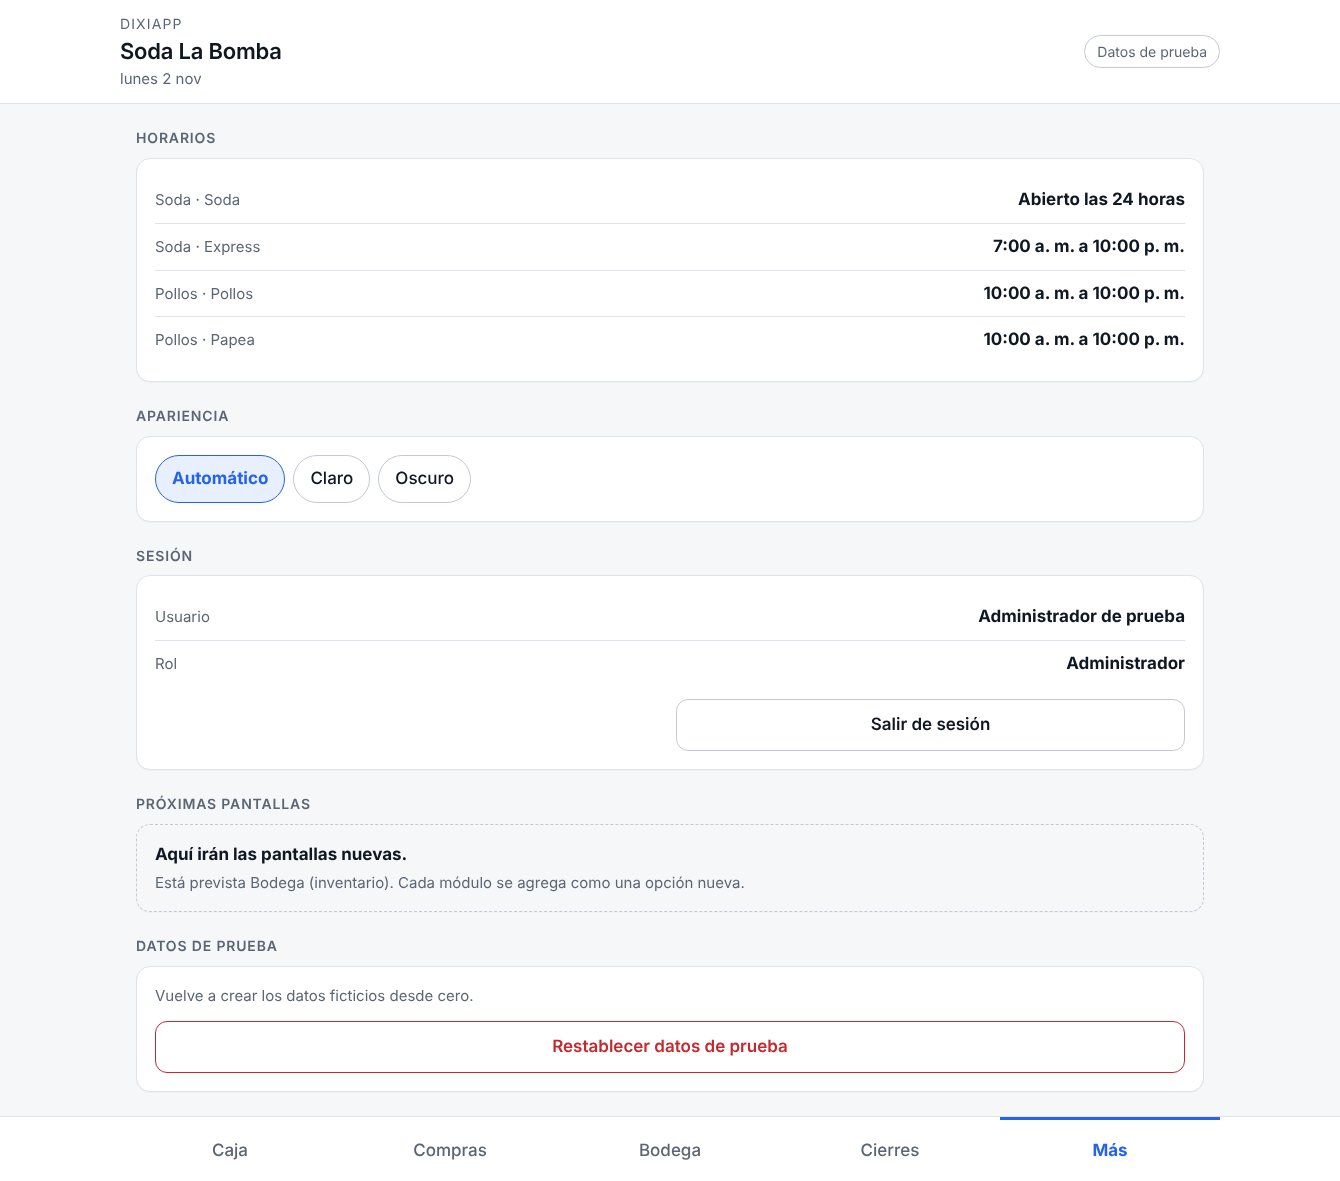 DIXIAPP
Soda La Bomba
lunes 2 nov
Datos de prueba
HORARIOS
Soda · Soda
Abierto las 24 horas
Soda · Express
7:00 a. m. a 10:00 p. m.
Pollos · Pollos
10:00 a. m. a 10:00 p. m.
Pollos · Papea
10:00 a. m. a 10:00 p. m.
APARIENCIA
Automático
Claro
Oscuro
SESIÓN
Usuario
Administrador de prueba
Rol
Administrador
Salir de sesión
PRÓXIMAS PANTALLAS
Aquí irán las pantallas nuevas.
Está prevista Bodega (inventario). Cada módulo se agrega como una opción nueva.
DATOS DE PRUEBA
Vuelve a crear los datos ficticios desde cero.
Restablecer datos de prueba
Caja
Compras
Bodega
Cierres
Más